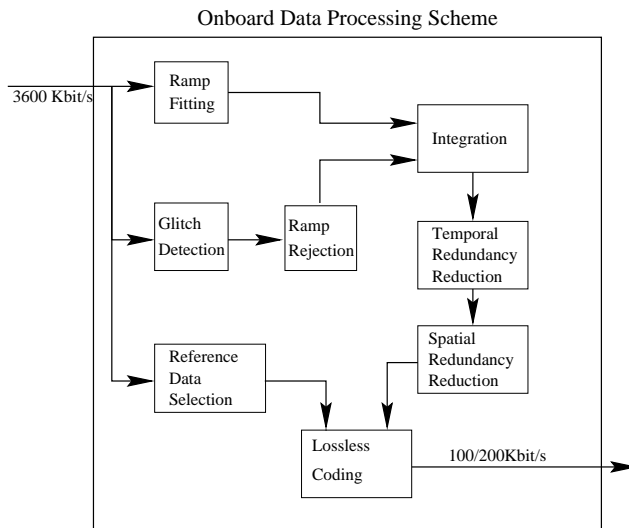 Onboard Data Processing Scheme
3600 Kbit/s
Ramp
Fitting
Integration
Glitch
Detection
Ramp
Rejection
Temporal
Redundancy
Reduction
Spatial
Redundancy
Reduction
Reference
Data
Selection
Lossless
Coding
100/200Kbit/s